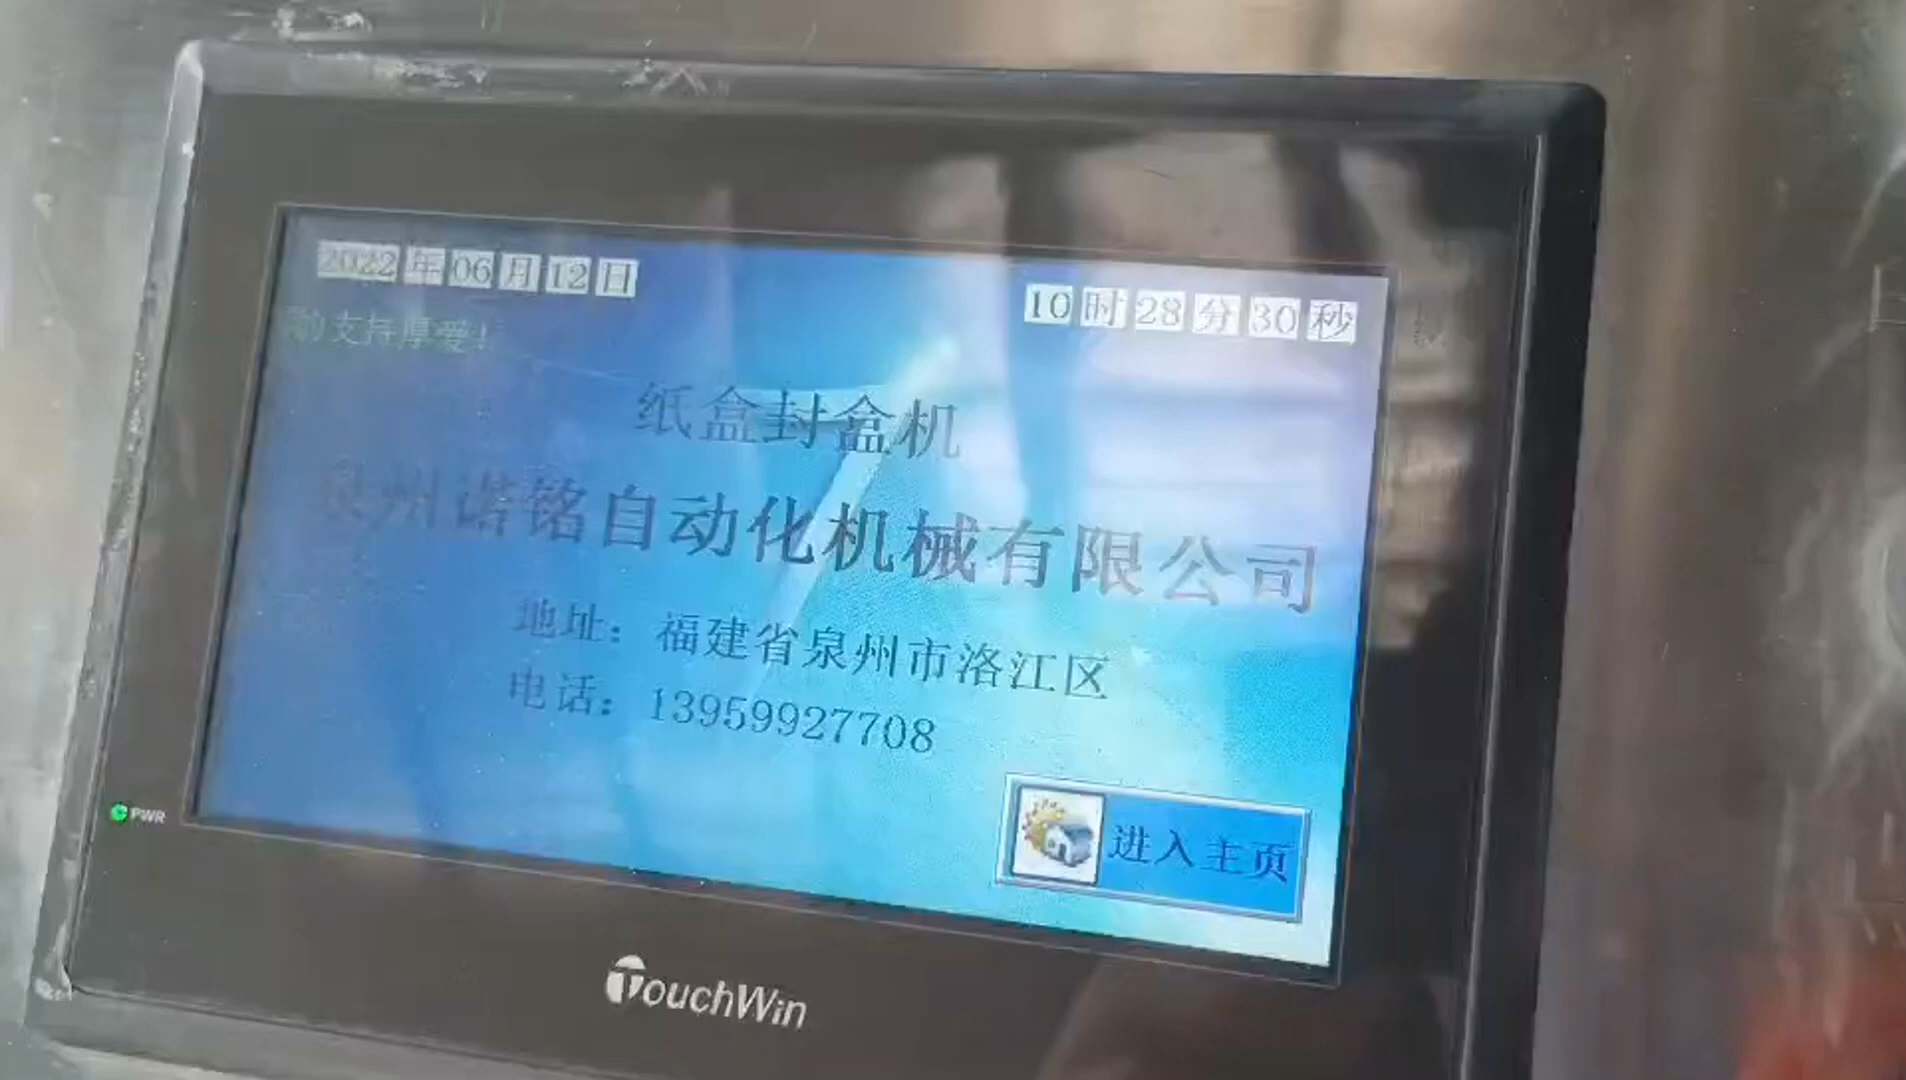 2022年06月12日
10时28分30秒
的支持厚爱!
纸盒封盒机
泉州诺铭自动化机械有限公司
地址：福建省泉州市洛江区
电话：13959927708
进入主页
PWR
TouchWin